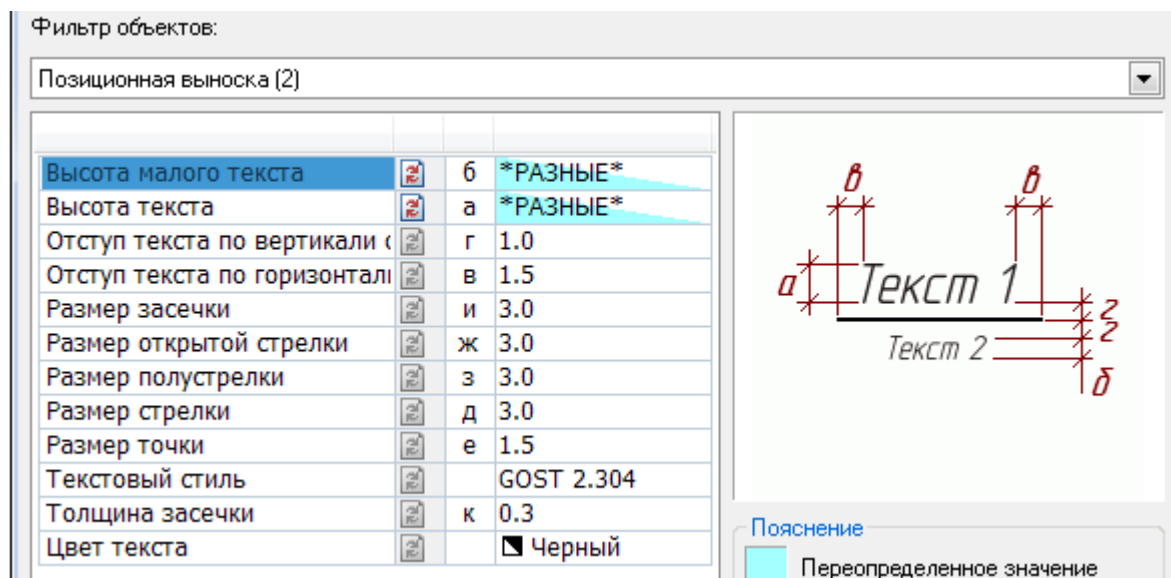 Фильтр объектов:
Позиционная выноска (2)
Высота малого текста б *РАЗНЫЕ*
Высота текста а *РАЗНЫЕ*
Отступ текста по вертикали г 1.0
Отступ текста по горизонтал в 1.5
Размер засечки и 3.0
Размер открытой стрелки ж 3.0
Размер полустрелки з 3.0
Размер стрелки д 3.0
Размер точки е 1.5
Текстовый стиль GOST 2.304
Толщина засечки к 0.3
Цвет текста Черный
в в
а Текст 1 г
Текст 2 г
б
Пояснение
Переопределенное значение